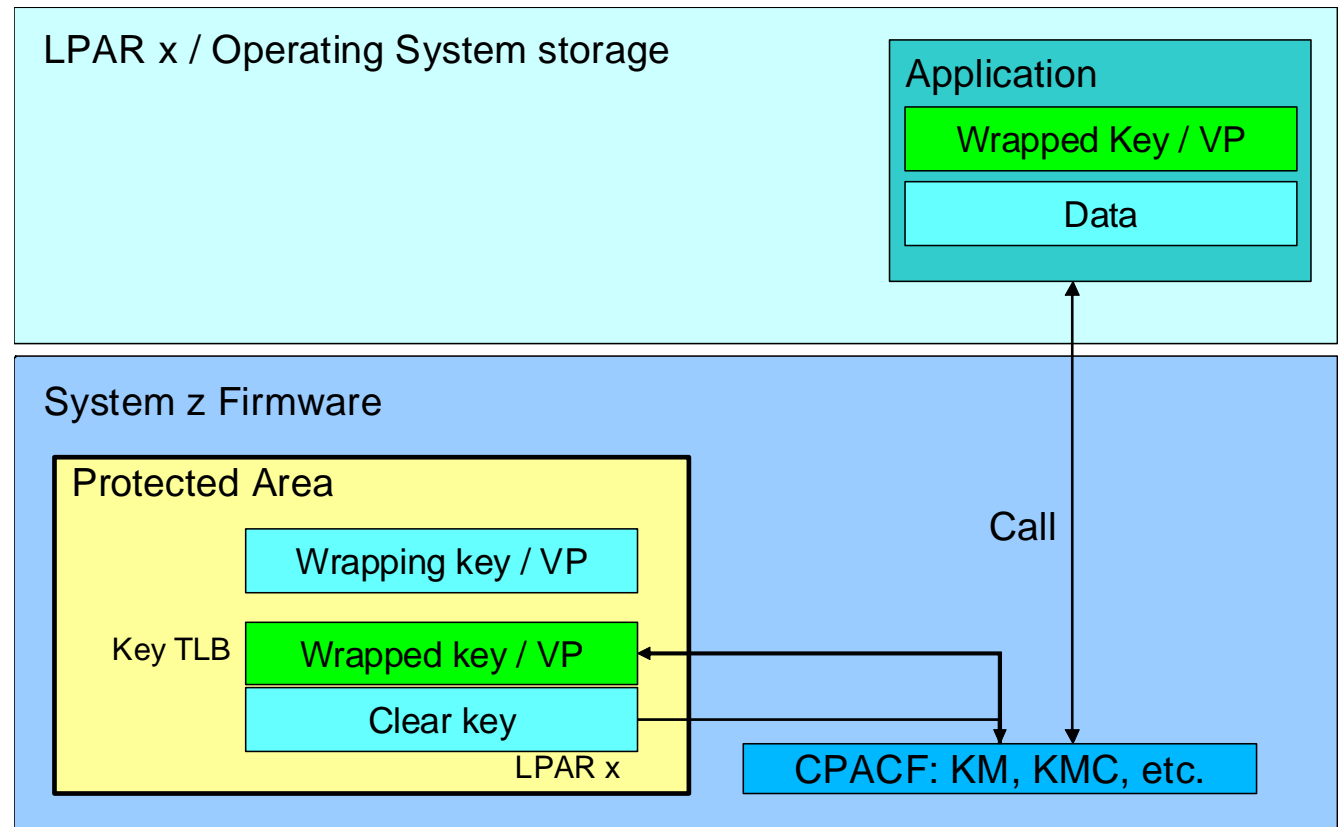 LPAR x / Operating System storage
Application
Wrapped Key / VP
Data
System z Firmware
Protected Area
Call
Wrapping key / VP
Key TLB
Wrapped key / VP
Clear key
LPAR x
CPACF: KM, KMC, etc.